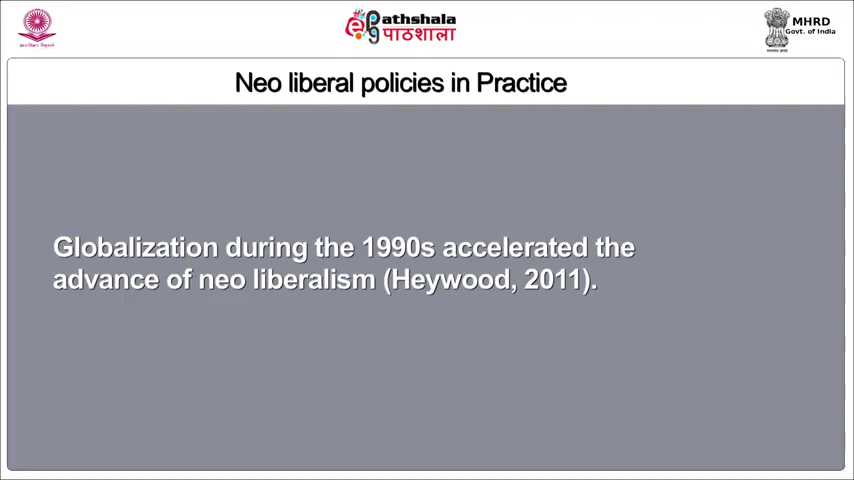 Pathshala
पाठशाला
MHRD
Govt. of India
Neo liberal policies in Practice
Globalization during the 1990s accelerated the
advance of neo liberalism (Heywood, 2011).